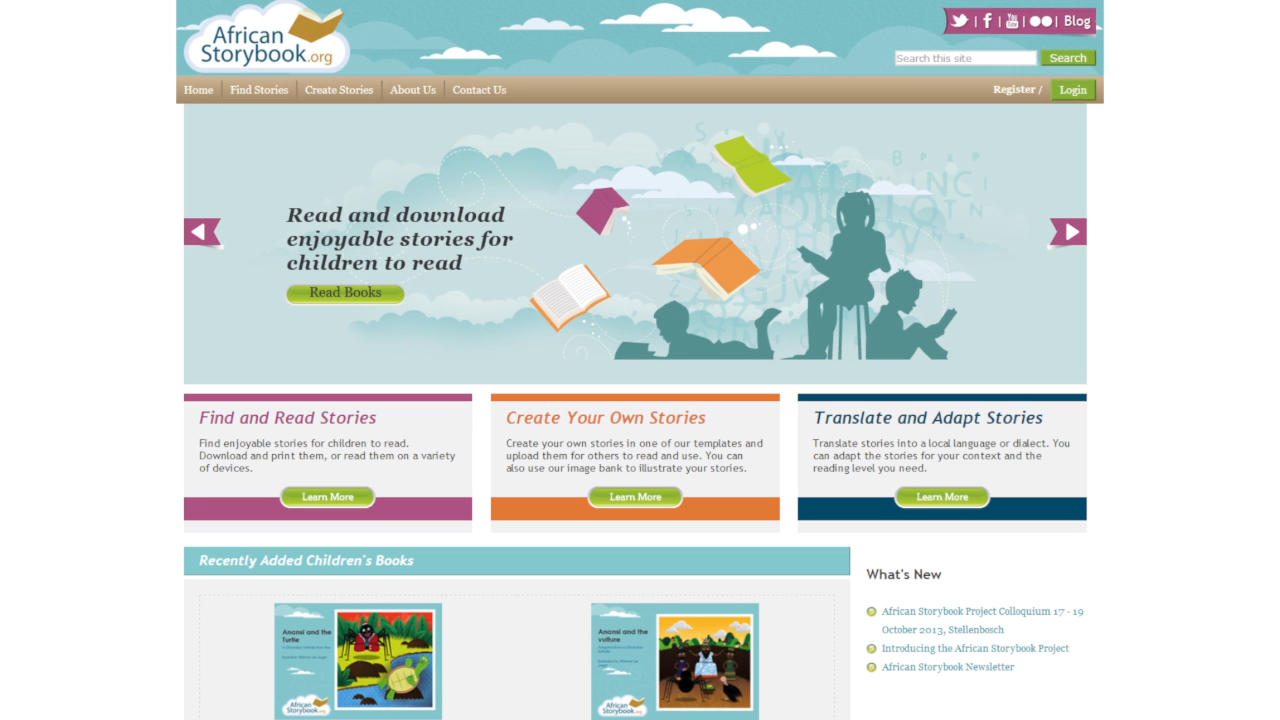 African
Storybook.org
| | | | Blog
Search this site
Search
Home
Find Stories
Create Stories
About Us
Contact Us
Register /
Login
Read and download
enjoyable stories for
children to read
Read Books
Find and Read Stories
Find enjoyable stories for children to read.
Download and print them, or read them on a variety
of devices.
Learn More
Create Your Own Stories
Create your own stories in one of our templates and
upload them for others to read and use. You can
also use our image bank to illustrate your stories.
Learn More
Translate and Adapt Stories
Translate stories into a local language or dialect. You
can adapt the stories for your context and the
reading level you need.
Learn More
Recently Added Children's Books
Anansi and the
Turtle
African
Storybook.org
Anansi and the
vulture
African
Storybook.org
What's New
African Storybook Project Colloquium 17 - 19
October 2013, Stellenbosch
Introducing the African Storybook Project
African Storybook Newsletter